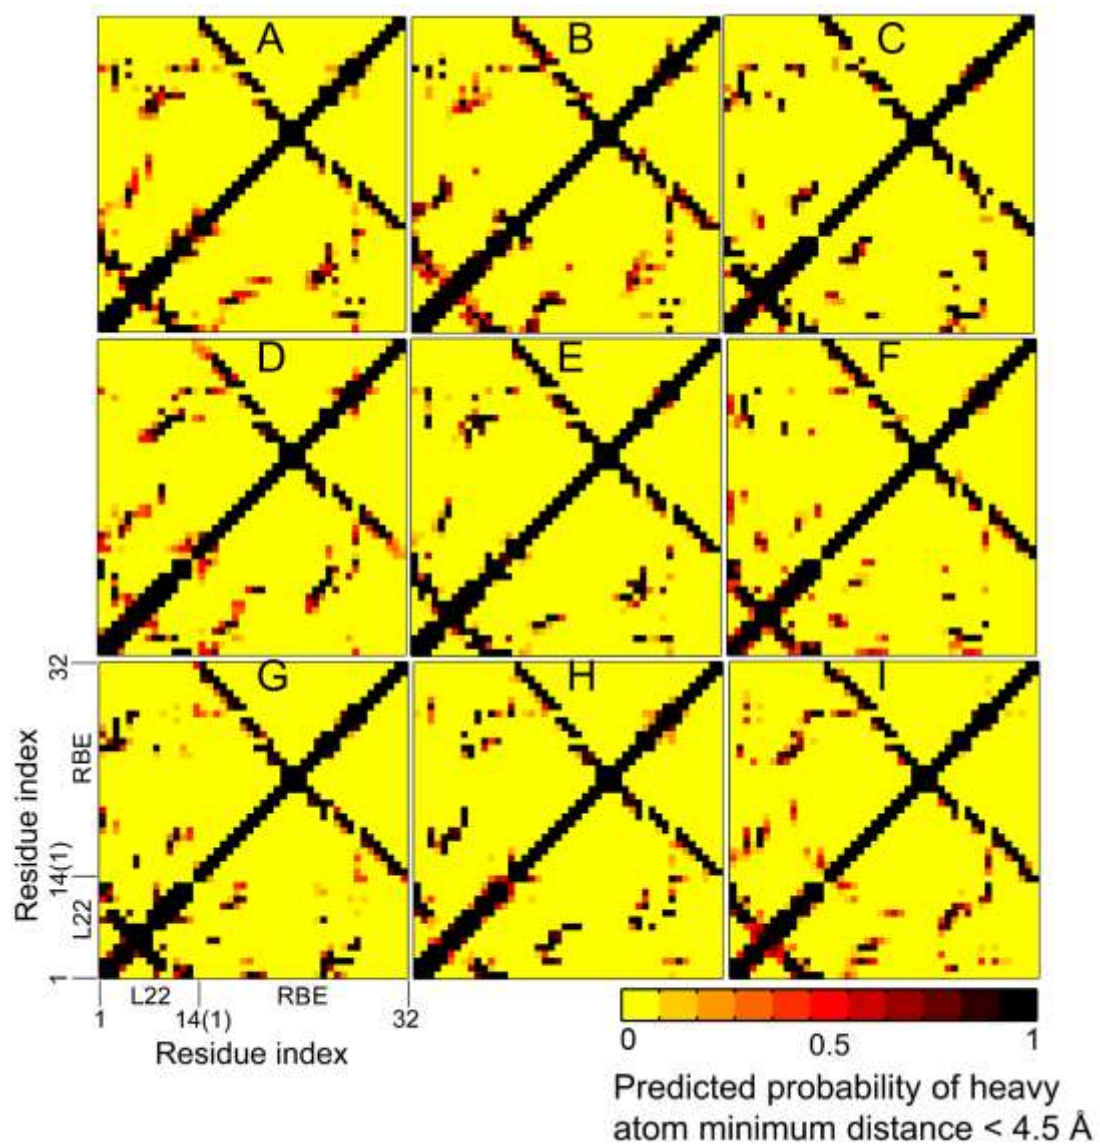 A B C
D E F
G H I
Residue index
32
RBE
14(1)
L22
1
L22 RBE
1 14(1) 32
Residue index
0 0.5 1
Predicted probability of heavy
atom minimum distance < 4.5 Å